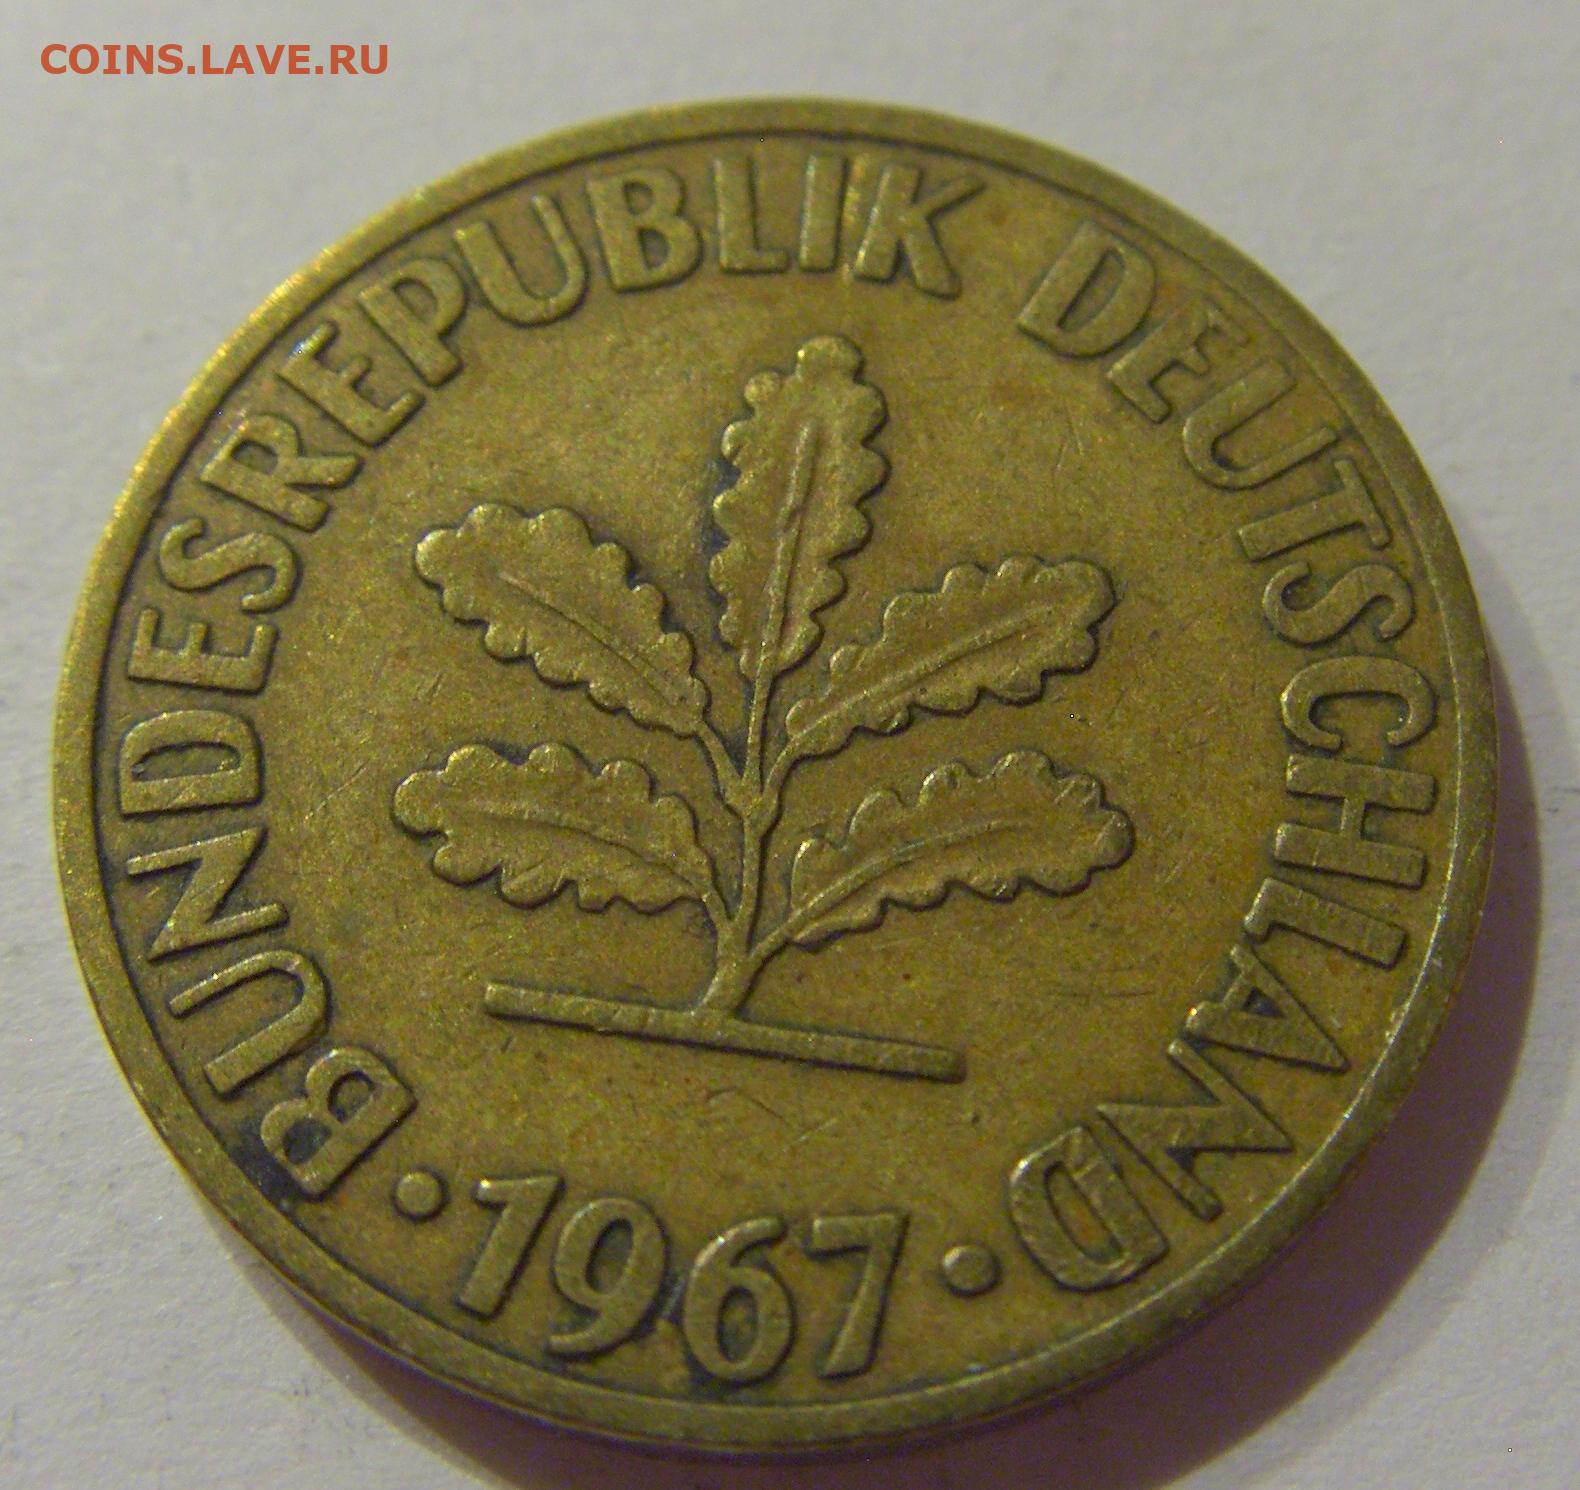 COINS.LAVE.RU
BUNDESREPUBLIK DEUTSCHLAND
· 1967 ·